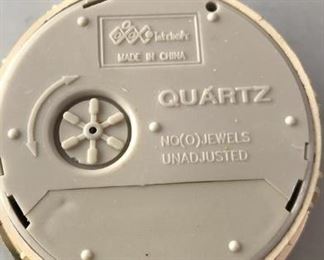 MADE IN CHINA
QUARTZ
NO(O)JEWELS
UNADJUSTED